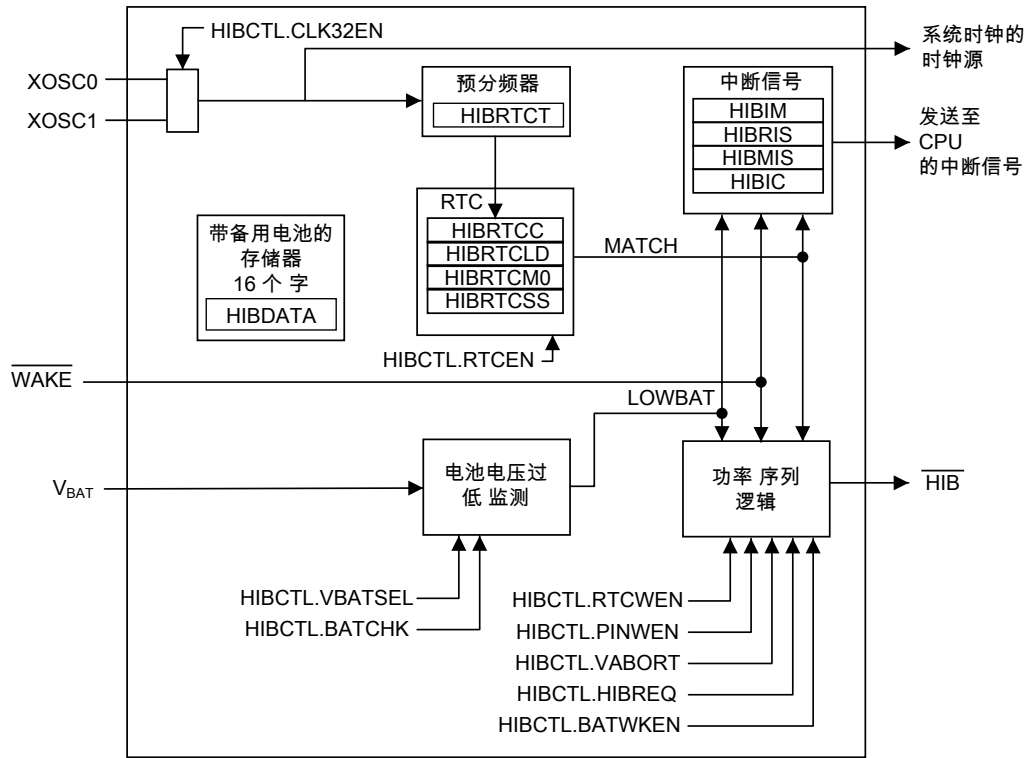 HIBCTL.CLK32EN
系统时钟的
时钟源
XOSC0
XOSC1
预分频器
HIBRTCT
中断信号
HIBIM
HIBRIS
HIBMIS
HIBIC
发送至
CPU
的中断信号
RTC
HIBRTCC
HIBRTCLD
HIBRTCM0
HIBRTCSS
MATCH
带备用电池的
存储器
16 个 字
HIBDATA
HIBCTL.RTCEN
WAKE
LOWBAT
VBAT
电池电压过
低 监测
功率 序列
逻辑
HIB
HIBCTL.VBATSEL
HIBCTL.BATCHK
HIBCTL.RTCWEN
HIBCTL.PINWEN
HIBCTL.VABORT
HIBCTL.HIBREQ
HIBCTL.BATWKEN